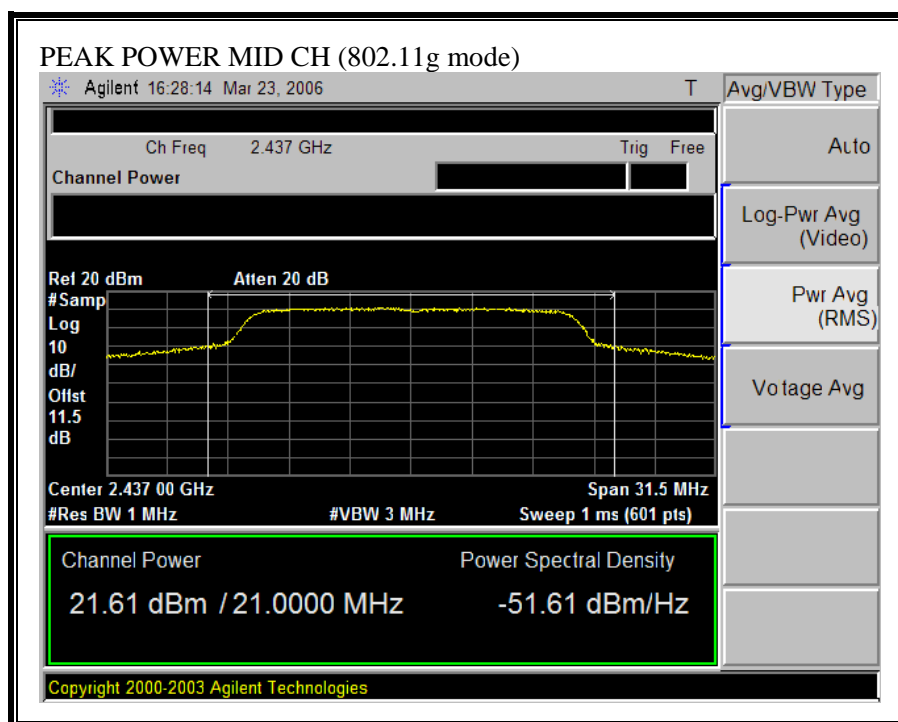 PEAK POWER MID CH (802.11g mode)
Agilent 16:28:14 Mar 23, 2006 T
Avg/VBW Type
Ch Freq 2.437 GHz Trig Free
Channel Power
Auto
Log-Pwr Avg
(Video)
Pwr Avg
(RMS)
Votage Avg
Ref 20 dBm Atten 20 dB
#Samp
Log
10
dB/
Offst
11.5
dB
Center 2.437 00 GHz Span 31.5 MHz
#Res BW 1 MHz #VBW 3 MHz Sweep 1 ms (601 pts)
Channel Power Power Spectral Density
21.61 dBm / 21.0000 MHz -51.61 dBm/Hz
Copyright 2000-2003 Agilent Technologies